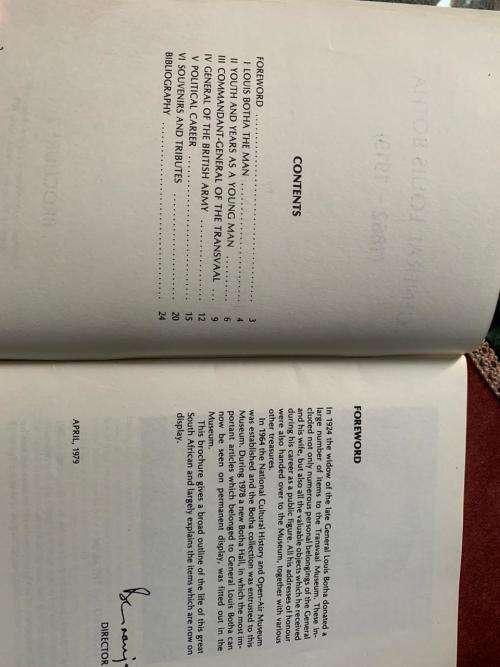 CONTENTS
FOREWORD .......................................... 3
I LOUIS BOTHA THE MAN .......................... 4
II YOUTH AND YEARS AS A YOUNG MAN ......... 6
III COMMANDANT-GENERAL OF THE TRANSVAAL ... 9
IV GENERAL OF THE BRITISH ARMY ............... 12
V POLITICAL CAREER ............................. 15
VI SOUVENIRS AND TRIBUTES ..................... 20
BIBLIOGRAPHY ..................................... 24
FOREWORD
In 1924 the widow of the late General Louis Botha donated a
large number of items to the Transvaal Museum. These in-
cluded not only numerous personal belongings of the General
and his wife, but also all the valuable objects which he received
during his career as a public figure. All his addresses of honour
were also handed over to the Museum, together with various
other treasures.
In 1964 the National Cultural History and Open-Air Museum
was established and the Botha collection was entrusted to this
Museum. During 1978 a new Botha Hall, in which the most im-
portant articles which belonged to General Louis Botha can
now be seen on permanent display, was fitted out in the
Museum.
This brochure gives a broad outline of the life of this great
South African and largely explains the items which are now on
display.
APRIL, 1979
DIRECTOR